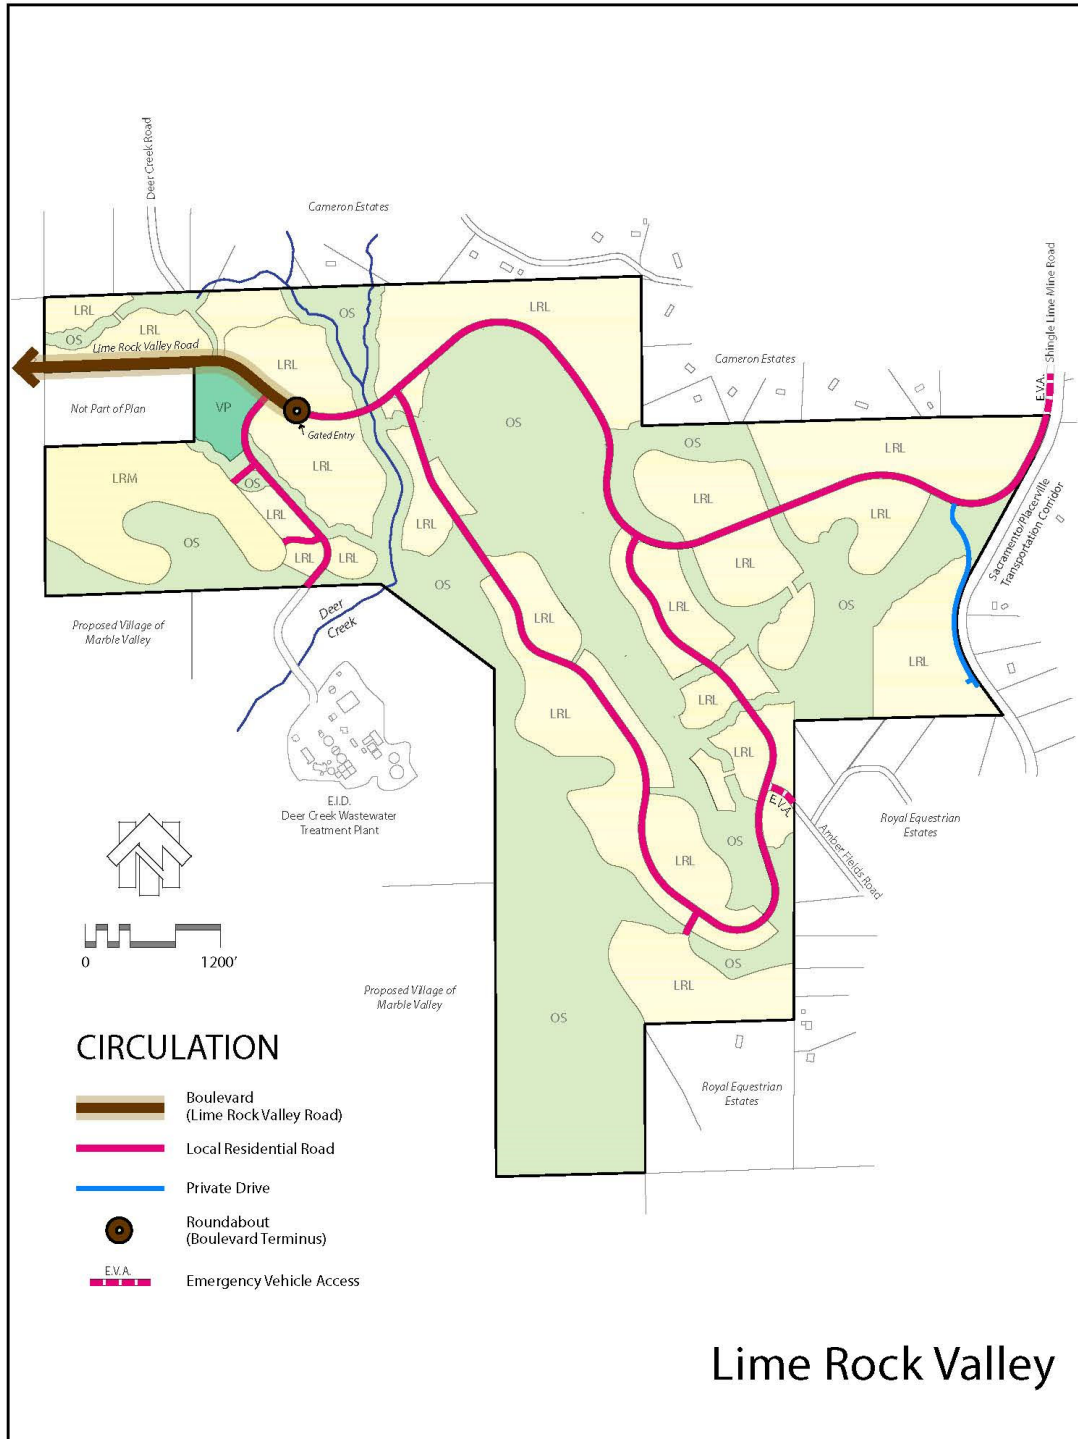 Deer Creek Road
Cameron Estates
Shingle Lime Mine Road
LRL
OS
LRL
LRL
OS
Lime Rock Valley Road
LRL
Cameron Estates
E.V.A.
Not Part of Plan
VP
Gated Entry
OS
OS
LRL
LRM
OS
LRL
LRL
LRL
LRL
LRL
OS
LRL
LRL
LRL
OS
LRL
LRL
OS
Sacramento/Placerville
Transportation Corridor
Proposed Village of
Marble Valley
Deer
Creek
LRL
LRL
LRL
LRL
LRL
E.V.A.
Amber Fields Road
Royal Equestrian
Estates
E.I.D.
Deer Creek Wastewater
Treatment Plant
OS
LRL
0 1200'
OS
LRL
Proposed Village of
Marble Valley
OS
Royal Equestrian
Estates
CIRCULATION
Boulevard
(Lime Rock Valley Road)
Local Residential Road
Private Drive
Roundabout
(Boulevard Terminus)
E.V.A.
Emergency Vehicle Access
Lime Rock Valley